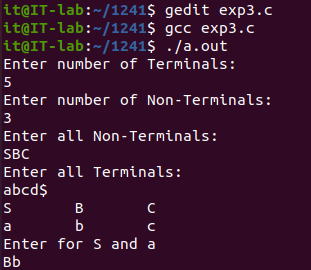 it@IT-lab:~/1241$ gedit exp3.c
it@IT-lab:~/1241$ gcc exp3.c
it@IT-lab:~/1241$ ./a.out
Enter number of Terminals:
5
Enter number of Non-Terminals:
3
Enter all Non-Terminals:
SBC
Enter all Terminals:
abcd$
S B C
a b c
Enter for S and a
Bb